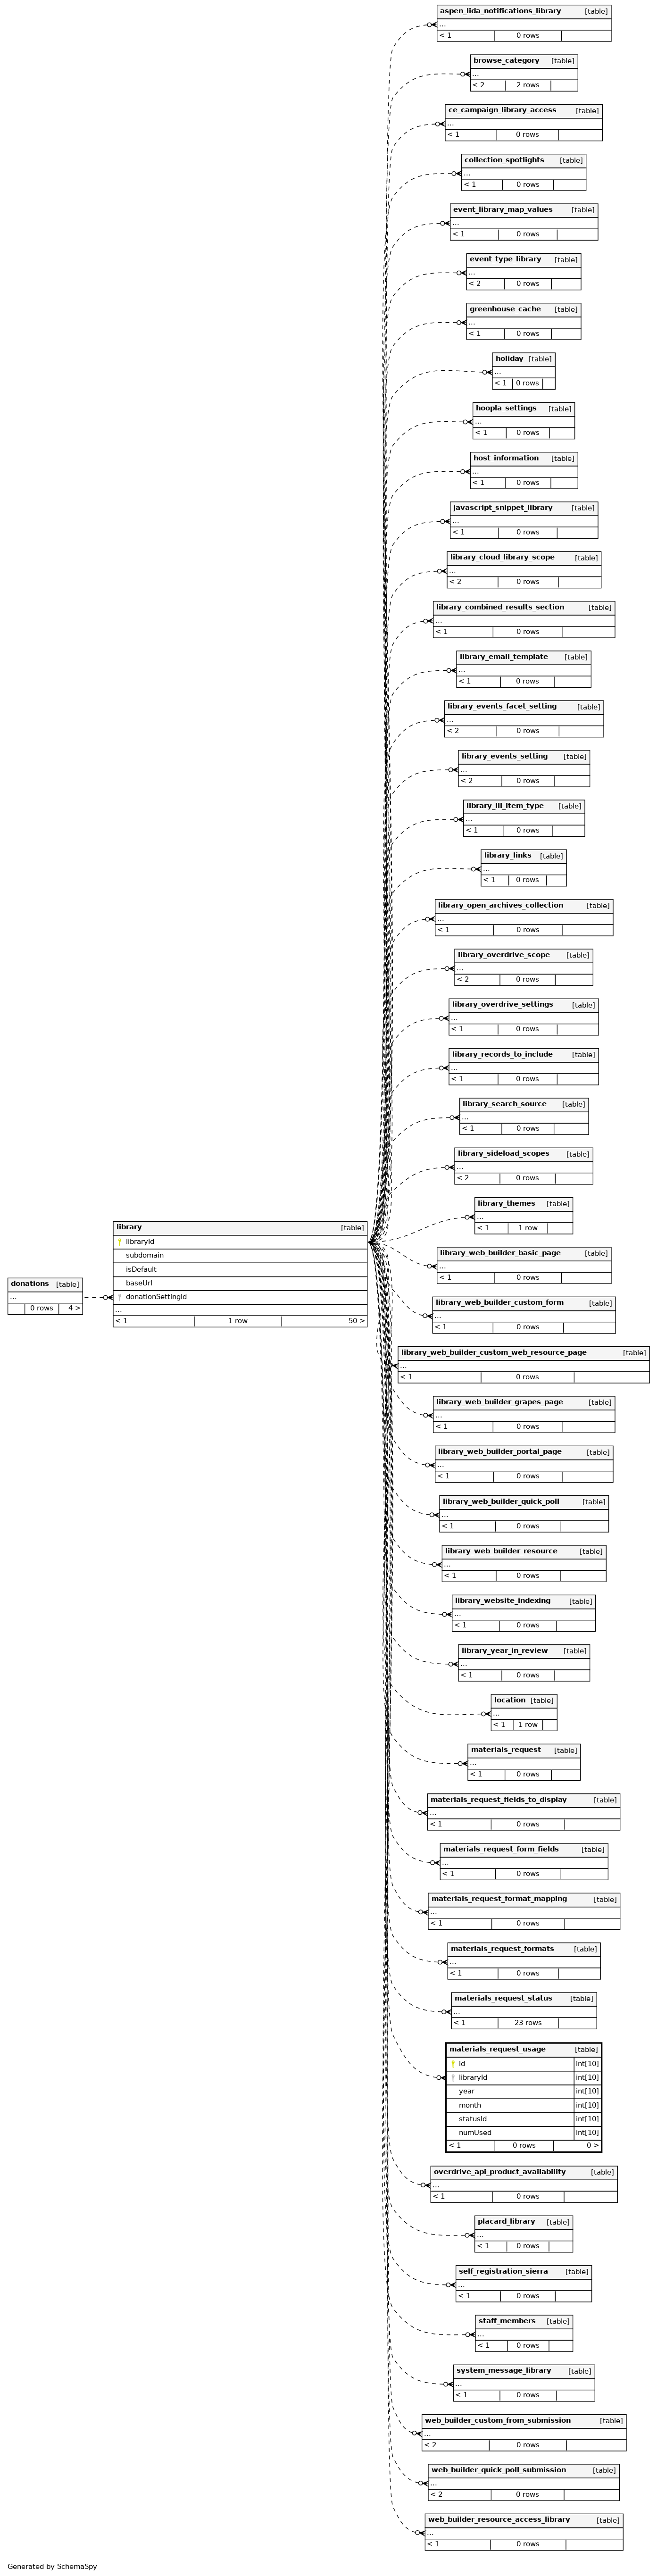 aspen_lida_notifications_library [table]
...
< 1 0 rows
browse_category [table]
...
< 2 2 rows
ce_campaign_library_access [table]
...
< 1 0 rows
collection_spotlights [table]
...
< 1 0 rows
event_library_map_values [table]
...
< 1 0 rows
event_type_library [table]
...
< 2 0 rows
greenhouse_cache [table]
...
< 1 0 rows
holiday [table]
...
< 1 0 rows
hoopla_settings [table]
...
< 1 0 rows
host_information [table]
...
< 1 0 rows
javascript_snippet_library [table]
...
< 1 0 rows
library_cloud_library_scope [table]
...
< 2 0 rows
library_combined_results_section [table]
...
< 1 0 rows
library_email_template [table]
...
< 1 0 rows
library_events_facet_setting [table]
...
< 2 0 rows
library_events_setting [table]
...
< 2 0 rows
library_ill_item_type [table]
...
< 1 0 rows
library_links [table]
...
< 1 0 rows
library_open_archives_collection [table]
...
< 1 0 rows
library_overdrive_scope [table]
...
< 2 0 rows
library_overdrive_settings [table]
...
< 1 0 rows
library_records_to_include [table]
...
< 1 0 rows
library_search_source [table]
...
< 1 0 rows
library_sideload_scopes [table]
...
< 2 0 rows
library_themes [table]
...
< 1 1 row
library [table]
libraryId
subdomain
isDefault
baseUrl
donationSettingId
...
< 1 1 row 50 >
donations [table]
...
0 rows 4 >
library_web_builder_basic_page [table]
...
< 1 0 rows
library_web_builder_custom_form [table]
...
< 1 0 rows
library_web_builder_custom_web_resource_page [table]
...
< 1 0 rows
library_web_builder_grapes_page [table]
...
< 1 0 rows
library_web_builder_portal_page [table]
...
< 1 0 rows
library_web_builder_quick_poll [table]
...
< 1 0 rows
library_web_builder_resource [table]
...
< 1 0 rows
library_website_indexing [table]
...
< 1 0 rows
library_year_in_review [table]
...
< 1 0 rows
location [table]
...
< 1 1 row
materials_request [table]
...
< 1 0 rows
materials_request_fields_to_display [table]
...
< 1 0 rows
materials_request_form_fields [table]
...
< 1 0 rows
materials_request_format_mapping [table]
...
< 1 0 rows
materials_request_formats [table]
...
< 1 0 rows
materials_request_status [table]
...
< 1 23 rows
materials_request_usage [table]
id int[10]
libraryId int[10]
year int[10]
month int[10]
statusId int[10]
numUsed int[10]
< 1 0 rows 0 >
overdrive_api_product_availability [table]
...
< 1 0 rows
placard_library [table]
...
< 1 0 rows
self_registration_sierra [table]
...
< 1 0 rows
staff_members [table]
...
< 1 0 rows
system_message_library [table]
...
< 1 0 rows
web_builder_custom_from_submission [table]
...
< 2 0 rows
web_builder_quick_poll_submission [table]
...
< 2 0 rows
web_builder_resource_access_library [table]
...
< 1 0 rows
Generated by SchemaSpy